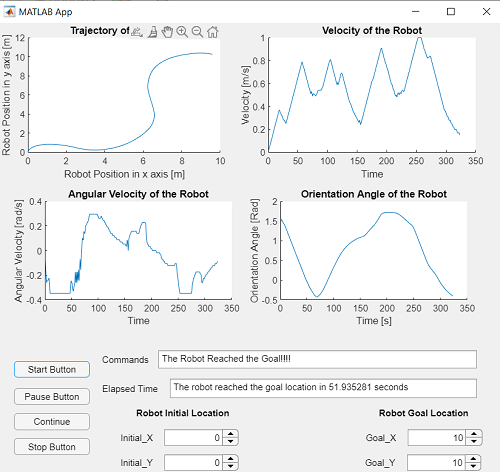 MATLAB App
Trajectory of
Robot Position in y axis [m]
12
10
8
6
4
2
0
0 2 4 6 8 10
Robot Position in x axis [m]
Velocity of the Robot
Velocity [m/s]
1
0.8
0.6
0.4
0.2
0
0 50 100 150 200 250 300 350
Time
Angular Velocity of the Robot
Angular Velocity [rad/s]
0.4
0.2
0
-0.2
-0.4
0 50 100 150 200 250 300 350
Time
Orientation Angle of the Robot
Orientation Angle [Rad]
2
1.5
1
0.5
0
-0.5
0 100 200 300 400 500
Time [s]
Start Button
Pause Button
Continue
Stop Button
Commands The Robot Reached the Goal!!!!
Elapsed Time The robot reached the goal location in 51.935281 seconds
Robot Initial Location
Initial_X 0
Initial_Y 0
Robot Goal Location
Goal_X 10
Goal_Y 10